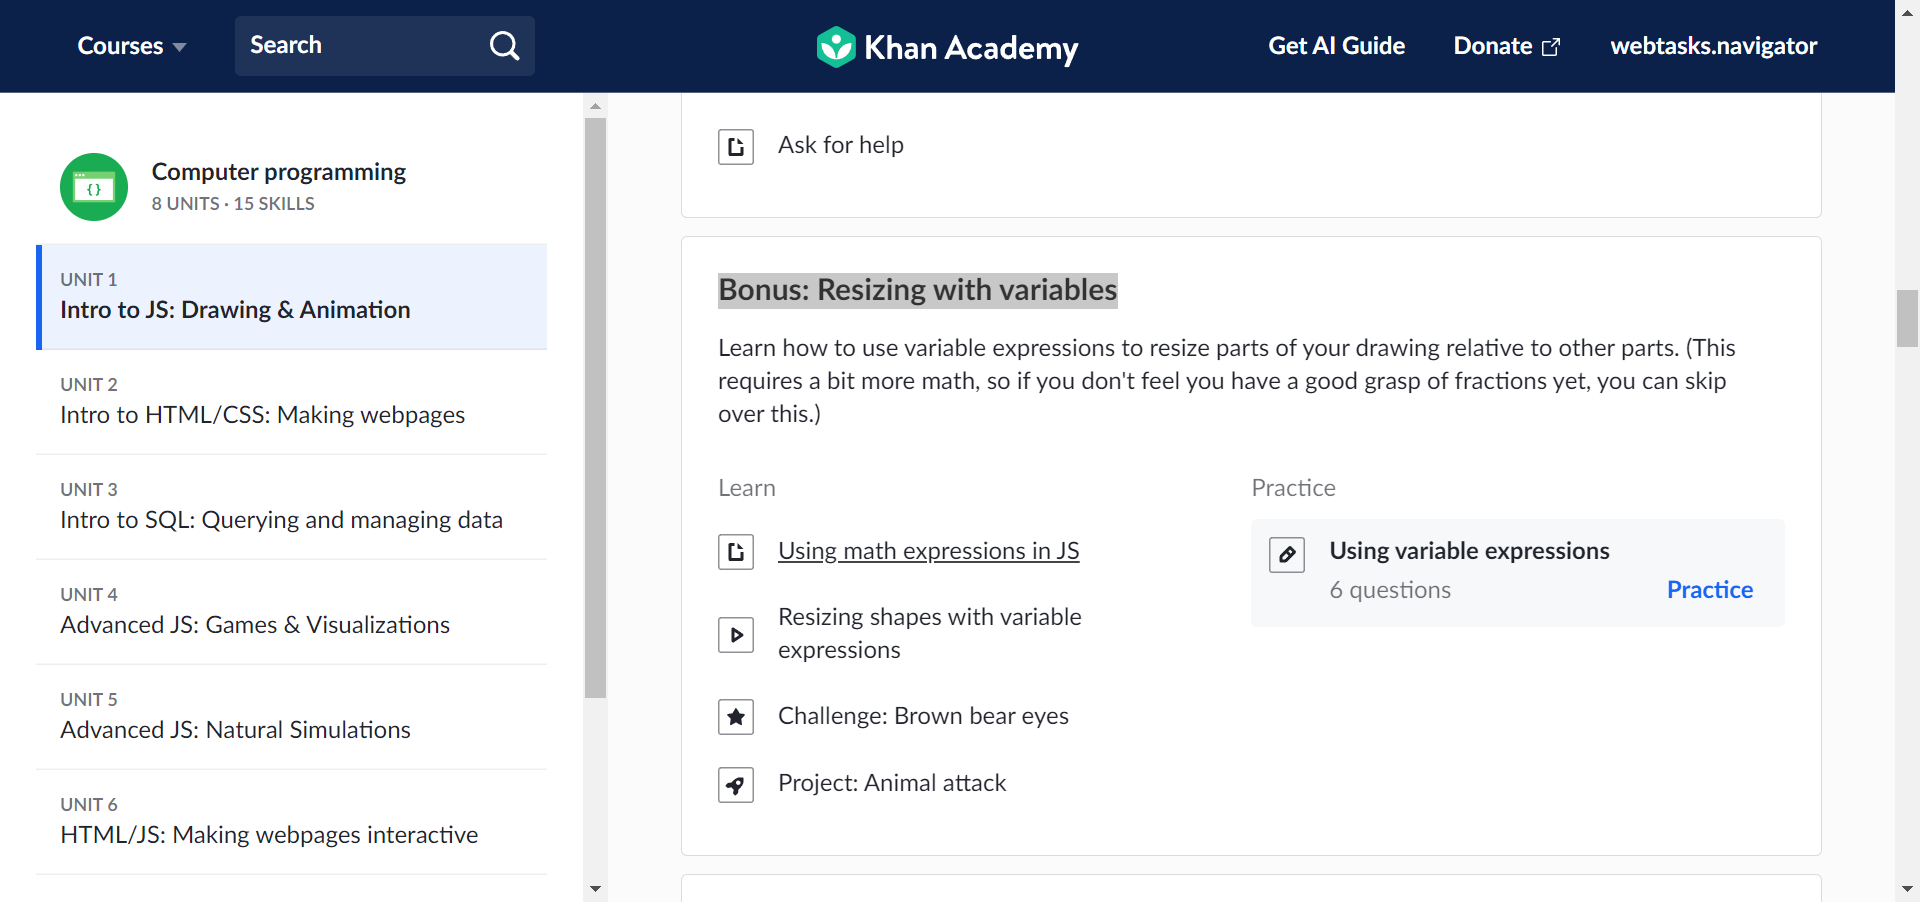 Courses
Search
Khan Academy
Get AI Guide
Donate
webtasks.navigator
Computer programming
8 UNITS · 15 SKILLS
UNIT 1
Intro to JS: Drawing & Animation
UNIT 2
Intro to HTML/CSS: Making webpages
UNIT 3
Intro to SQL: Querying and managing data
UNIT 4
Advanced JS: Games & Visualizations
UNIT 5
Advanced JS: Natural Simulations
UNIT 6
HTML/JS: Making webpages interactive
Ask for help
Bonus: Resizing with variables
Learn how to use variable expressions to resize parts of your drawing relative to other parts. (This
requires a bit more math, so if you don't feel you have a good grasp of fractions yet, you can skip
over this.)
Learn
Using math expressions in JS
Resizing shapes with variable
expressions
Challenge: Brown bear eyes
Project: Animal attack
Practice
Using variable expressions
6 questions
Practice